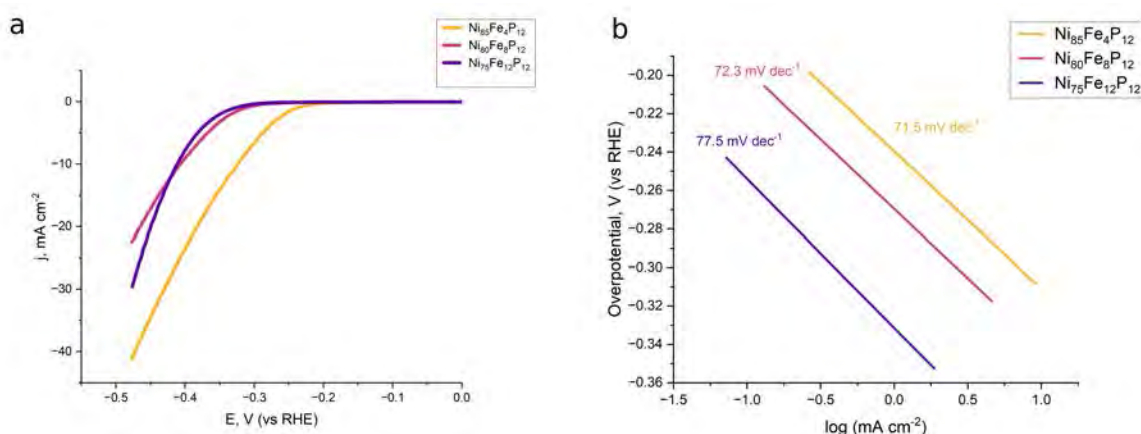 a
Ni₈₅Fe₄P₁₂
Ni₈₀Fe₈P₁₂
Ni₇₅Fe₁₂P₁₂
0
−10
−20
−30
−40
j, mA cm⁻²
−0.5
−0.4
−0.3
−0.2
−0.1
0.0
E, V (vs RHE)
b
Ni₈₅Fe₄P₁₂
Ni₈₀Fe₈P₁₂
Ni₇₅Fe₁₂P₁₂
72.3 mV dec⁻¹
71.5 mV dec⁻¹
77.5 mV dec⁻¹
−0.20
−0.22
−0.24
−0.26
−0.28
−0.30
−0.32
−0.34
−0.36
Overpotential, V (vs RHE)
−1.5
−1.0
−0.5
0.0
0.5
1.0
log (mA cm⁻²)